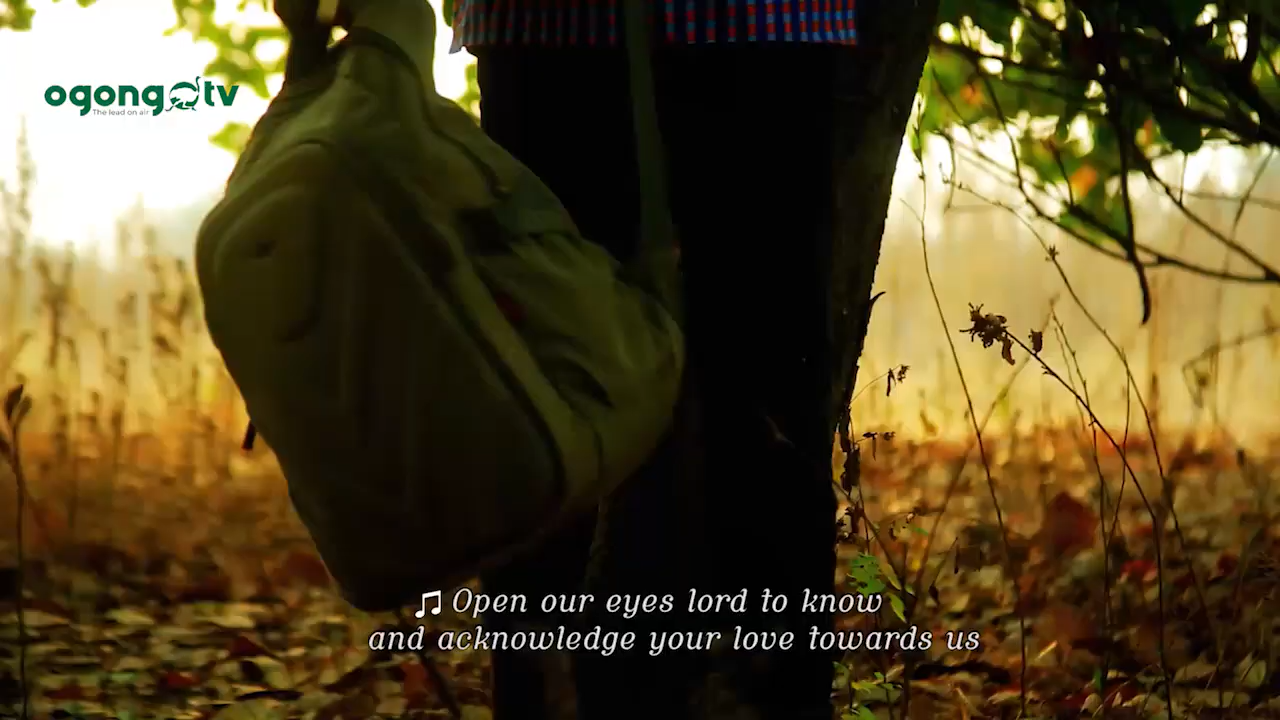 ogongotv
The lead on air
♫ Open our eyes lord to know
and acknowledge your love towards us